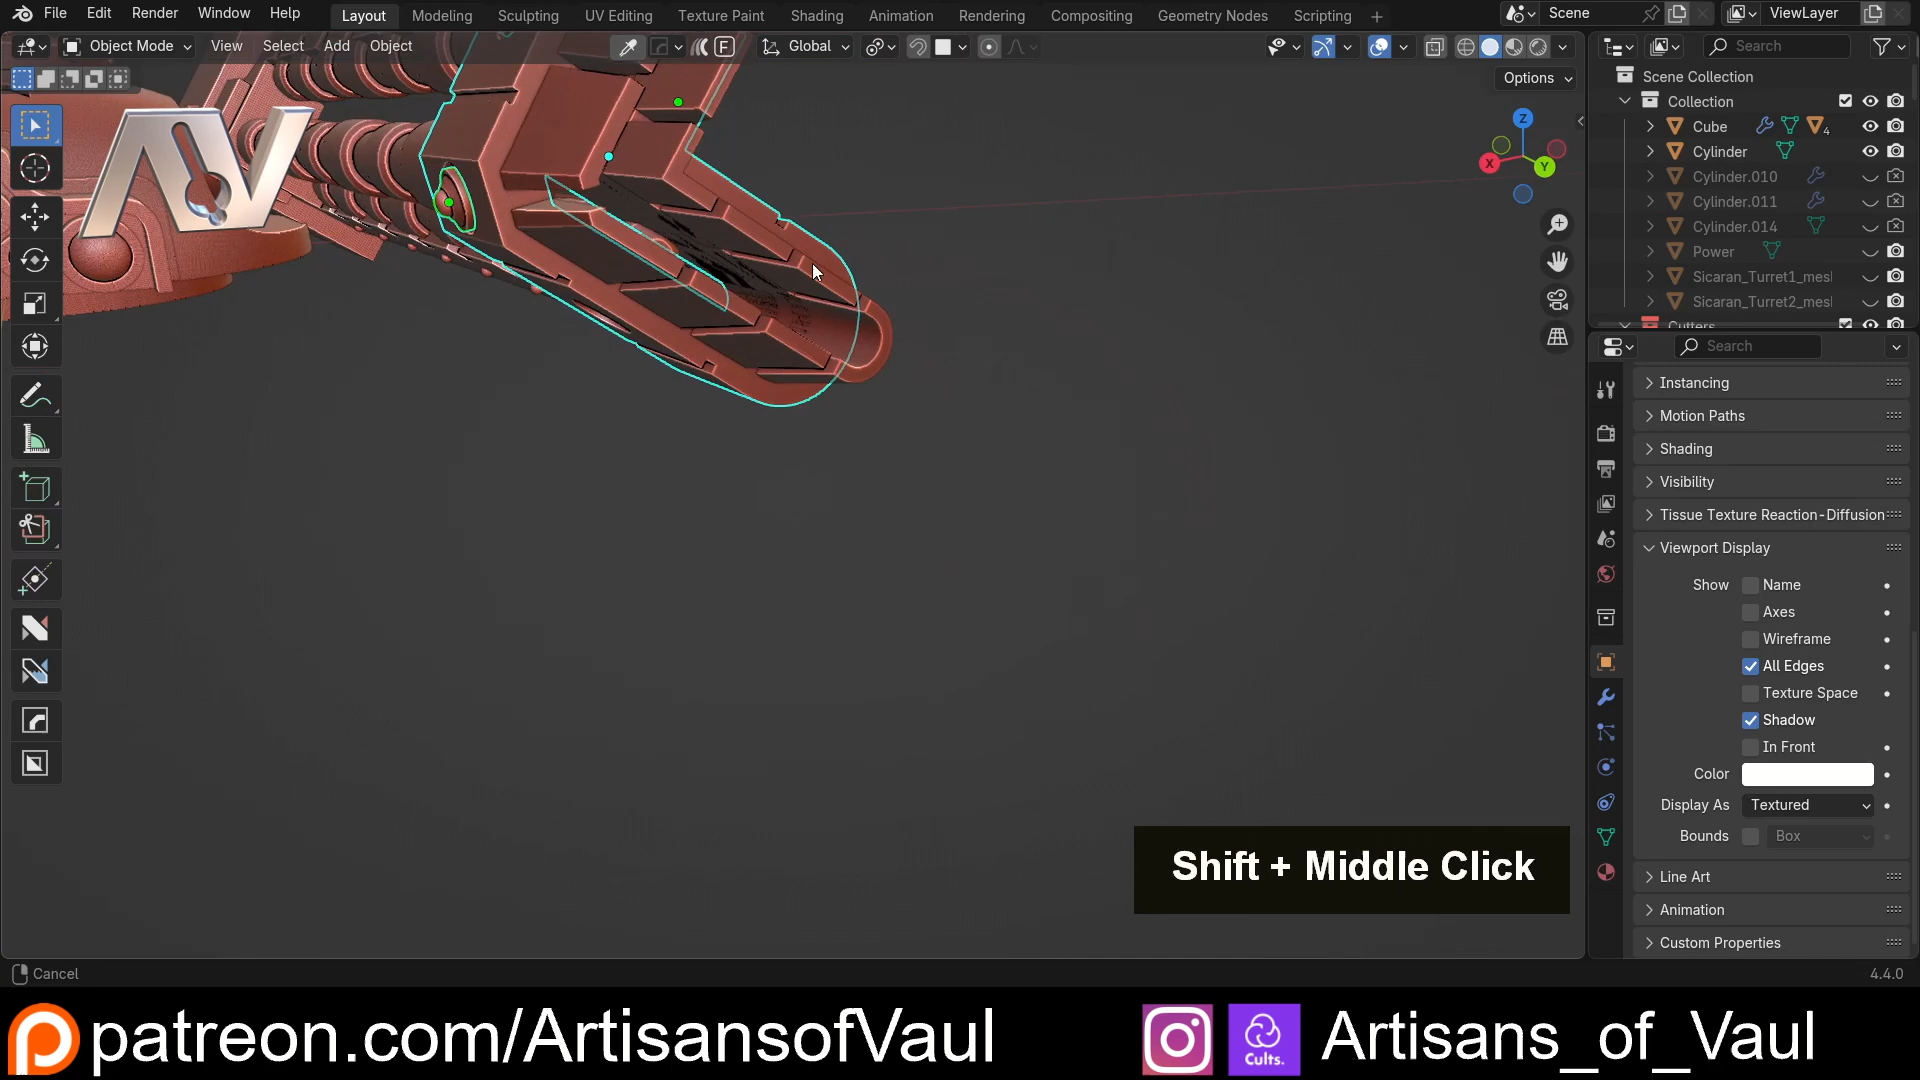 File Edit Render Window Help Layout Modeling Sculpting UV Editing Texture Paint Shading Animation Rendering Compositing Geometry Nodes Scripting + Scene ViewLayer
Object Mode View Select Add Object F Global Search
Options
Scene Collection
Collection
Cube 4
Cylinder
Cylinder.010
Cylinder.011
Cylinder.014
Power
Sicaran_Turret1_mesl
Sicaran_Turret2_mesl
Cutters
Z
X
Y
AV
Search
Instancing
Motion Paths
Shading
Visibility
Tissue Texture Reaction-Diffusion
Viewport Display
Show Name
Axes
Wireframe
All Edges
Texture Space
Shadow
In Front
Color
Display As Textured
Bounds Box
Line Art
Animation
Custom Properties
Shift + Middle Click
Cancel 4.4.0
patreon.com/ArtisansofVaul Cults. Artisans_of_Vaul